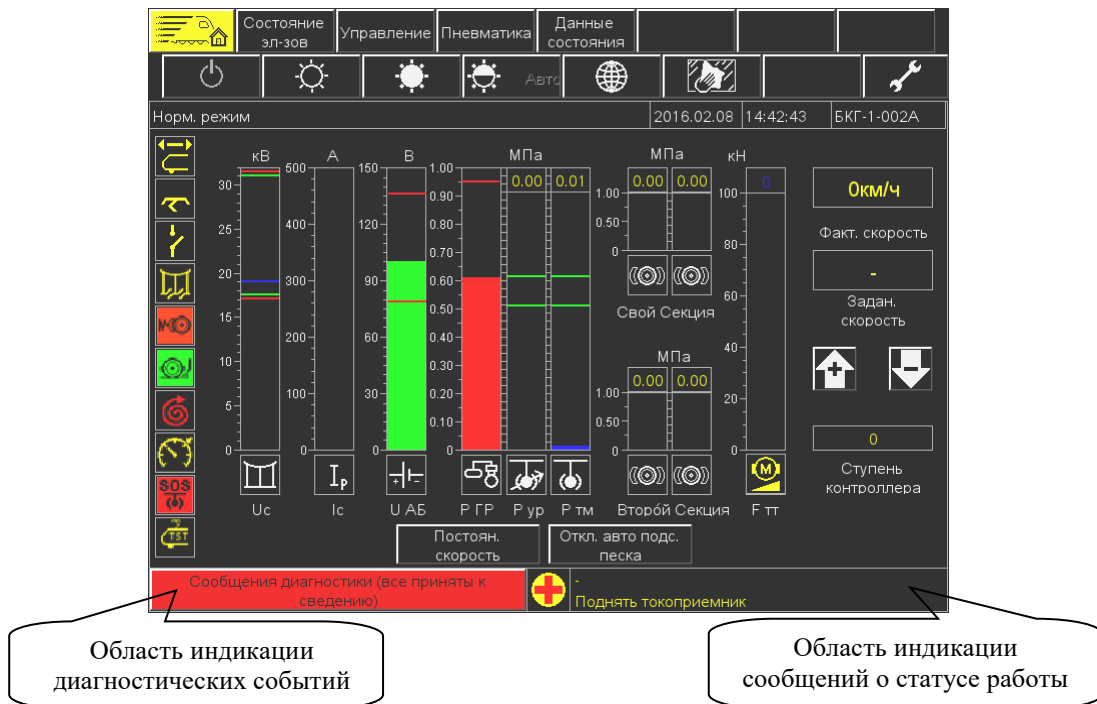 Состояние
эл-зов
Управление
Пневматика
Данные
состояния
Авто
Норм. режим
2016.02.08
14:42:43
БКГ-1-002А
кВ
А
В
МПа
МПа
кН
30
25
20
15
10
5
0
600
500
400
300
200
100
0
150
120
90
60
30
0
1.00
0.90
0.80
0.70
0.60
0.50
0.40
0.30
0.20
0.10
0
0.00
0.01
0.00
0.00
1.00
0.50
0
Свой Секция
МПа
0.00
0.00
1.00
0.50
0
Второй Секция
0
100
80
60
40
20
0
M
SOS
TST
+
-
IP
M
Uc
Ic
U АБ
Р ГР
Р ур
Р тм
F тт
0км/ч
Факт. скорость
-
Задан.
скорость
+
-
0
Ступень
контроллера
Постоян.
скорость
Откл. авто подс.
песка
Сообщения диагностики (все приняты к
сведению)
-
Поднять токоприемник
Область индикации
диагностических событий
Область индикации
сообщений о статусе работы